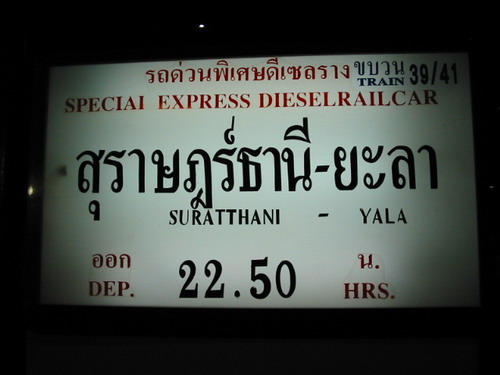 รถด่วนพิเศษดีเซลราง ขบวน TRAIN 39/41
SPECIAL EXPRESS DIESELRAILCAR
สุราษฎร์ธานี-ยะลา
SURATTHANI - YALA
ออก 22.50 น.
DEP. HRS.